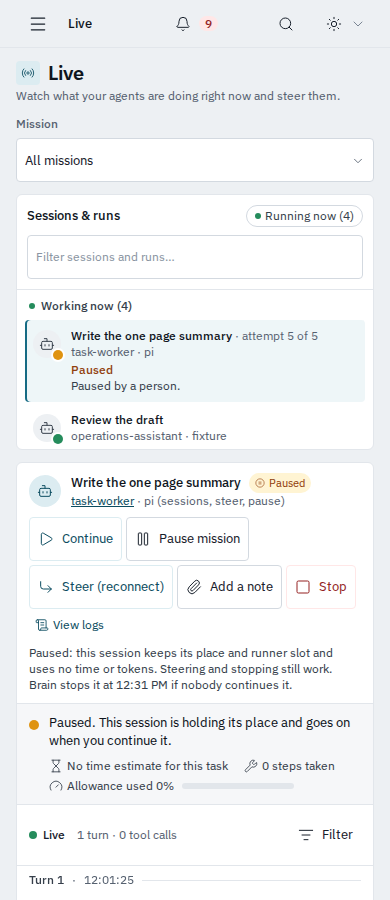 Live
9
Live
Watch what your agents are doing right now and steer them.
Mission
All missions
Sessions & runs
Running now (4)
Filter sessions and runs...
Working now (4)
Write the one page summary · attempt 5 of 5
task-worker · pi
Paused
Paused by a person.
Review the draft
operations-assistant · fixture
Write the one page summary
Paused
task-worker · pi (sessions, steer, pause)
Continue
Pause mission
Steer (reconnect)
Add a note
Stop
View logs
Paused: this session keeps its place and runner slot and
uses no time or tokens. Steering and stopping still work.
Brain stops it at 12:31 PM if nobody continues it.
Paused. This session is holding its place and goes on
when you continue it.
No time estimate for this task
0 steps taken
Allowance used 0%
Live
1 turn · 0 tool calls
Filter
Turn 1 · 12:01:25